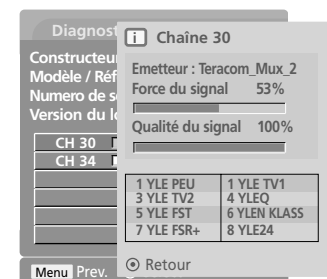 Diagnost
Chaîne 30
Constructeu
Modèle / Réf
Numero de s
Version du l
Emetteur : Teracom_Mux_2
Force du signal 53%
Qualité du signal 100%
CH 30
CH 34
1 YLE PEU 1 YLE TV1
3 YLE TV2 4 YLEQ
5 YLE FST 6 YLEN KLASS
7 YLE FSR+ 8 YLE24
Menu Prev.
Retour